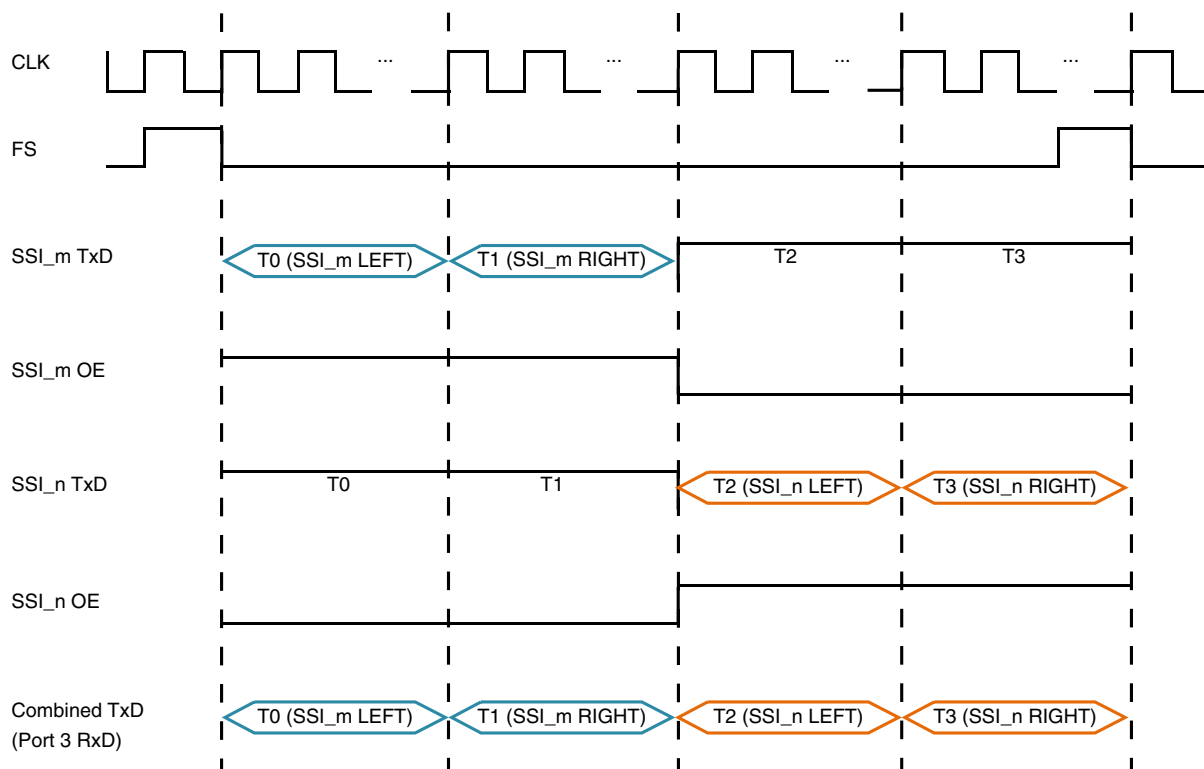 CLK
... ... ... ...
FS
SSI_m TxD
T0 (SSI_m LEFT) T1 (SSI_m RIGHT) T2 T3
SSI_m OE
SSI_n TxD
T0 T1 T2 (SSI_n LEFT) T3 (SSI_n RIGHT)
SSI_n OE
Combined TxD
(Port 3 RxD)
T0 (SSI_m LEFT) T1 (SSI_m RIGHT) T2 (SSI_n LEFT) T3 (SSI_n RIGHT)